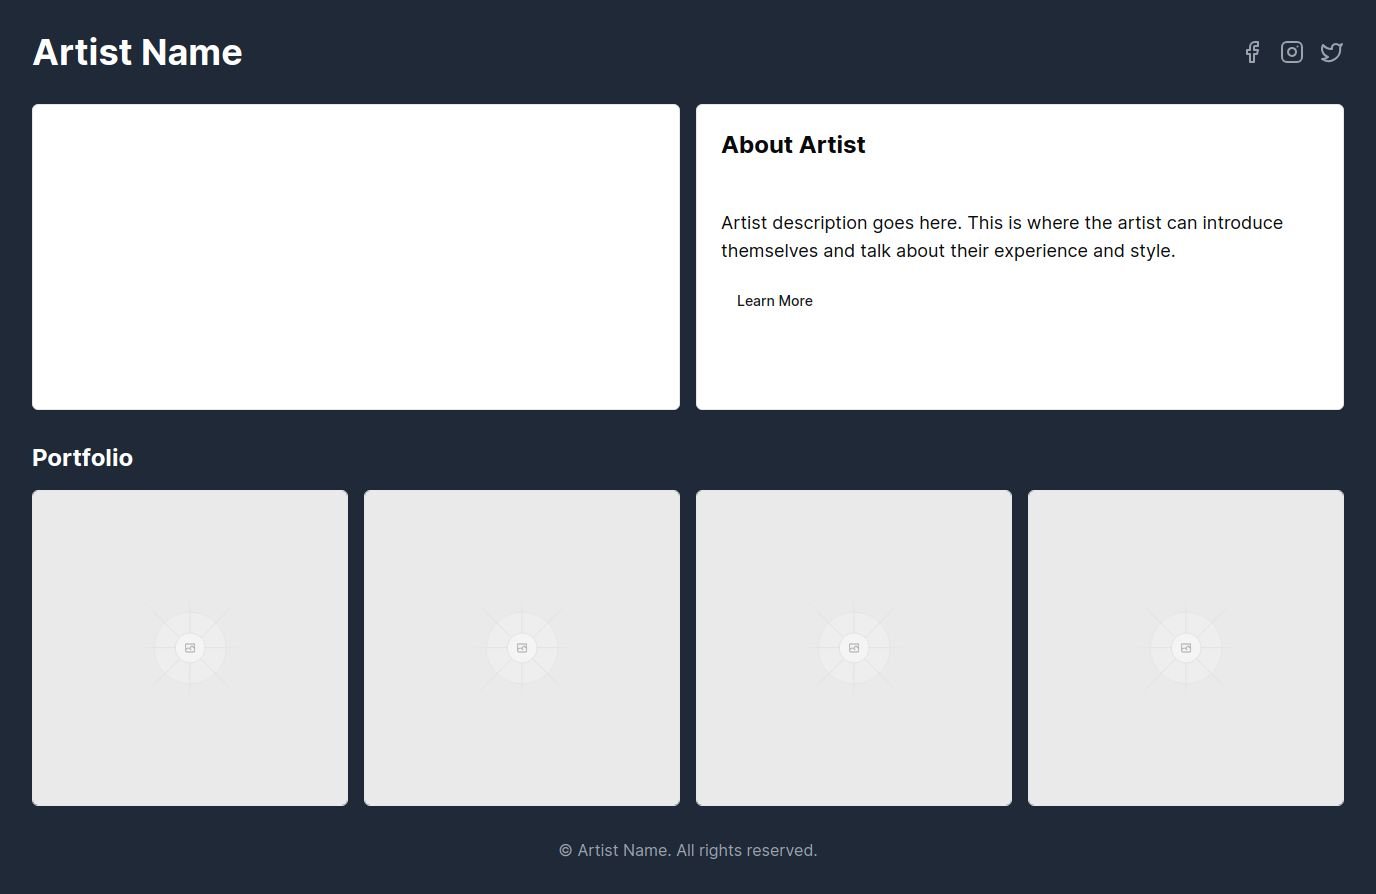 Artist Name
About Artist
Artist description goes here. This is where the artist can introduce
themselves and talk about their experience and style.
Learn More
Portfolio
© Artist Name. All rights reserved.